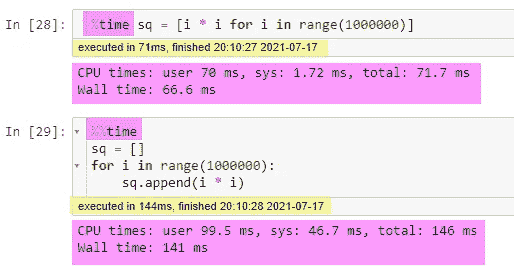 In [28]: %time sq = [i * i for i in range(1000000)]
executed in 71ms, finished 20:10:27 2021-07-17
CPU times: user 70 ms, sys: 1.72 ms, total: 71.7 ms
Wall time: 66.6 ms
In [29]: %%time
sq = []
for i in range(1000000):
sq.append(i * i)
executed in 144ms, finished 20:10:28 2021-07-17
CPU times: user 99.5 ms, sys: 46.7 ms, total: 146 ms
Wall time: 141 ms